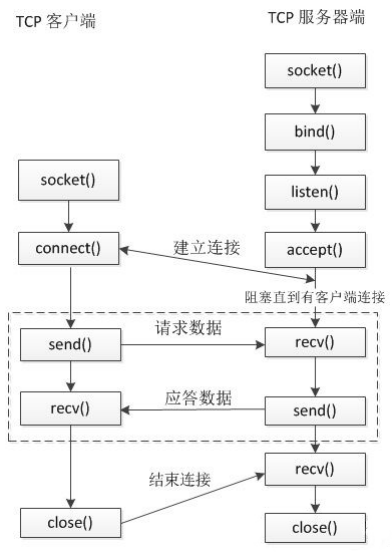 TCP 客户端
TCP 服务器端
socket()
bind()
socket()
listen()
connect()
建立连接
accept()
阻塞直到有客户端连接
send()
请求数据
recv()
recv()
应答数据
send()
结束连接
recv()
close()
close()